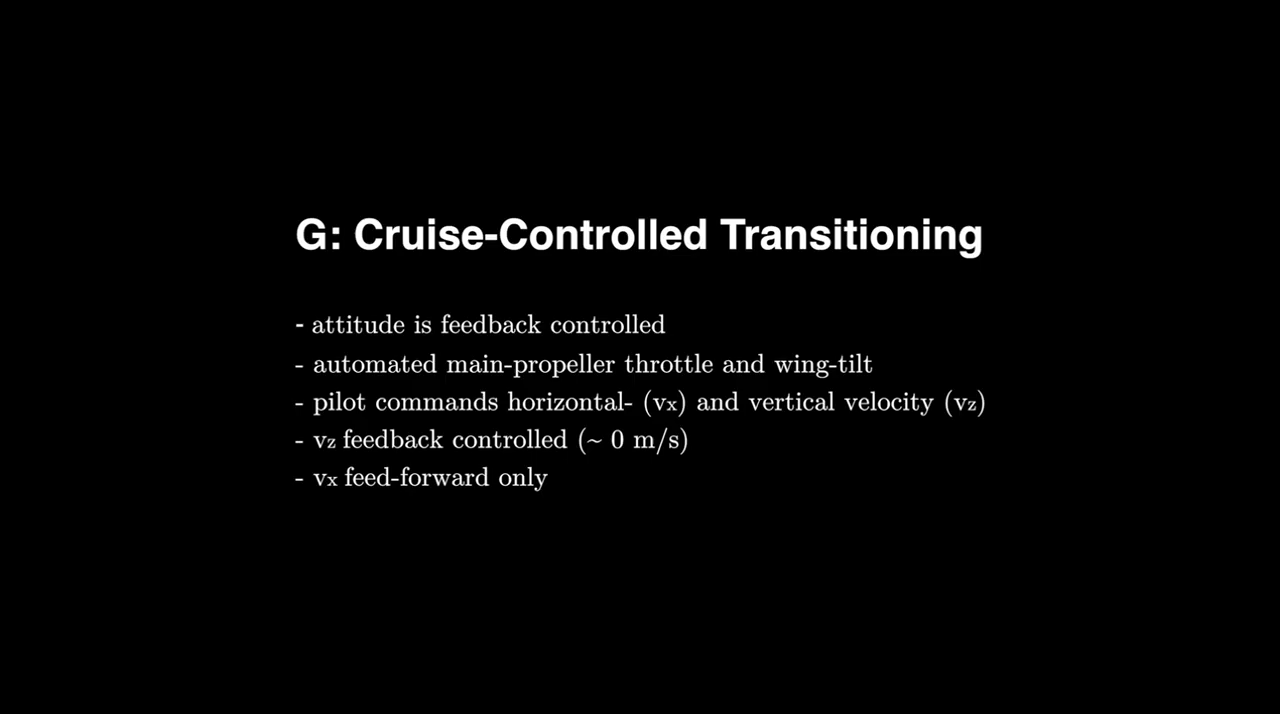 G: Cruise-Controlled Transitioning
- attitude is feedback controlled
- automated main-propeller throttle and wing-tilt
- pilot commands horizontal- (vx) and vertical velocity (vz)
- vz feedback controlled (~ 0 m/s)
- vx feed-forward only